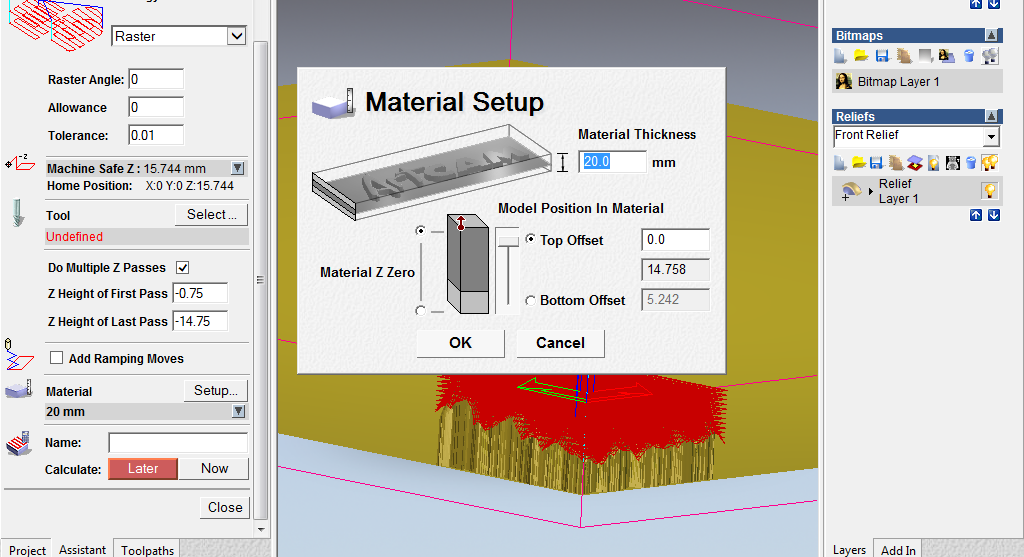 Raster
Raster Angle: 0
Allowance 0
Tolerance: 0.01
Machine Safe Z : 15.744 mm
Home Position: X:0 Y:0 Z:15.744
Tool Select ...
Undefined
Do Multiple Z Passes
Z Height of First Pass -0.75
Z Height of Last Pass -14.75
Add Ramping Moves
Material Setup...
20 mm
Name:
Calculate: Later Now
Close
Project Assistant Toolpaths
Material Setup
ArtCAM
Material Thickness
20.0 mm
Model Position In Material
Material Z Zero
Top Offset 0.0
14.758
Bottom Offset 5.242
OK Cancel
Bitmaps
Bitmap Layer 1
Reliefs
Front Relief
Relief
Layer 1
Layers Add In